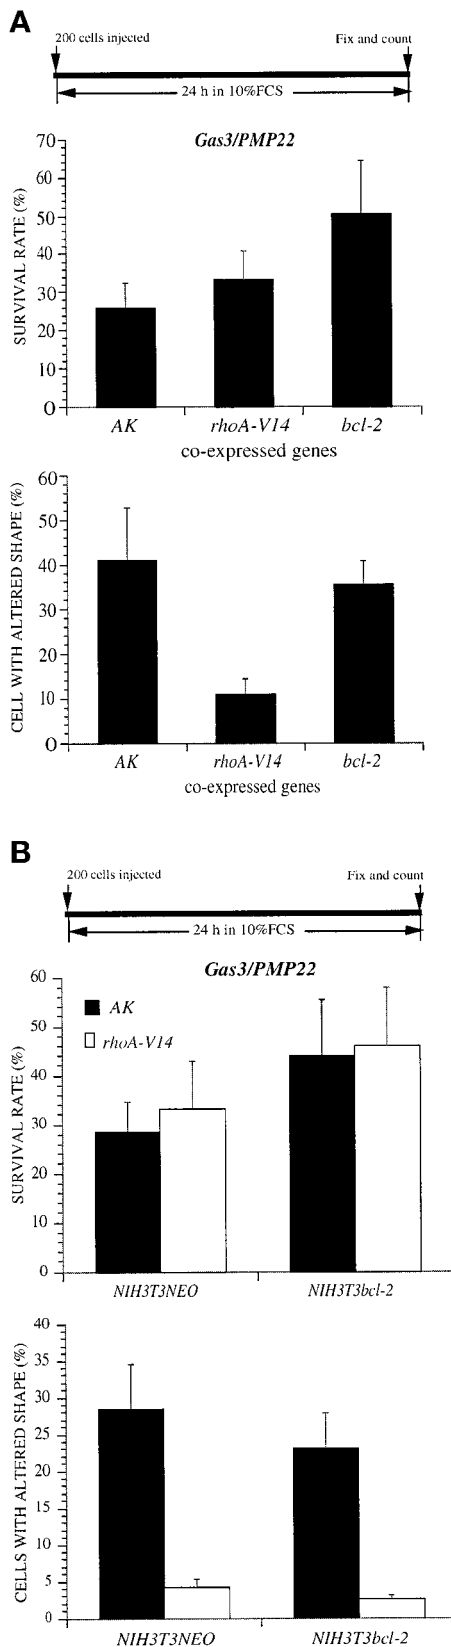 A
200 cells injected
Fix and count
24 h in 10%FCS
Gas3/PMP22
SURVIVAL RATE (%)
70
60
50
40
30
20
10
0
AK
rhoA-V14
bcl-2
co-expressed genes
CELL WITH ALTERED SHAPE (%)
60
50
40
30
20
10
0
AK
rhoA-V14
bcl-2
co-expressed genes
B
200 cells injected
Fix and count
24 h in 10%FCS
Gas3/PMP22
SURVIVAL RATE (%)
60
50
40
30
20
10
0
AK
rhoA-V14
NIH3T3NEO
NIH3T3bcl-2
CELLS WITH ALTERED SHAPE (%)
40
35
30
25
20
15
10
5
0
NIH3T3NEO
NIH3T3bcl-2